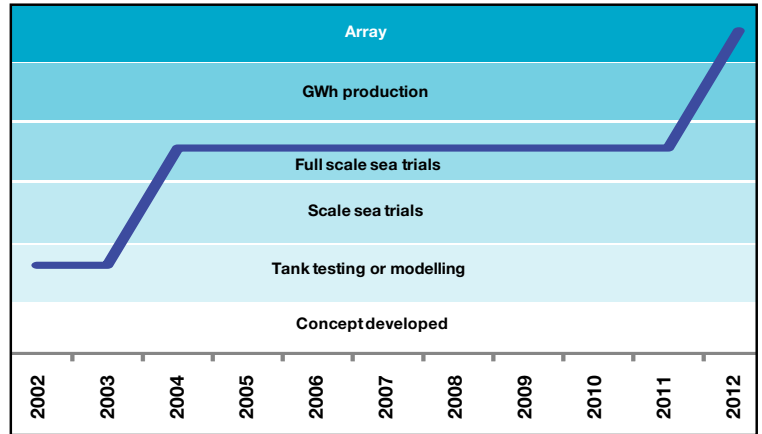 Array
GWh production
Full scale sea trials
Scale sea trials
Tank testing or modelling
Concept developed
2002
2003
2004
2005
2006
2007
2008
2009
2010
2011
2012